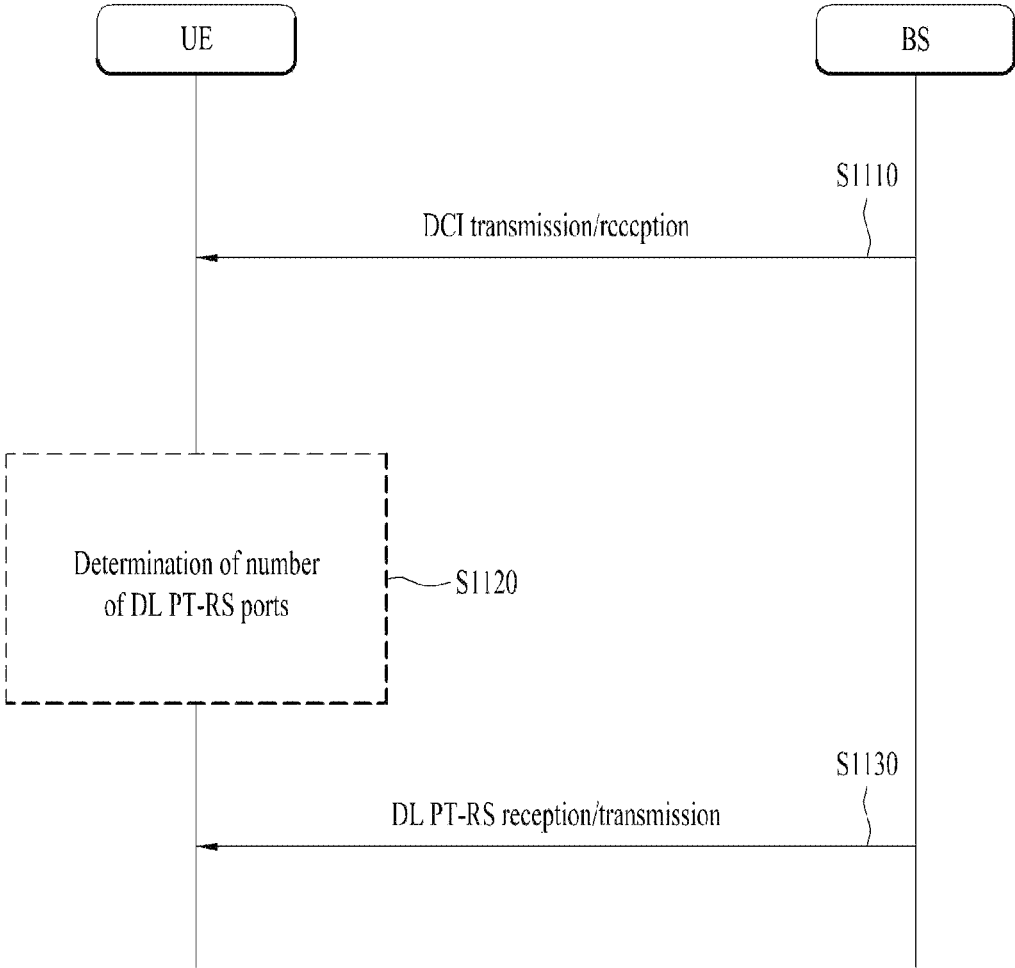 UE
BS
S1110
DCI transmission/reception
Determination of number
of DL PT-RS ports
S1120
S1130
DL PT-RS reception/transmission